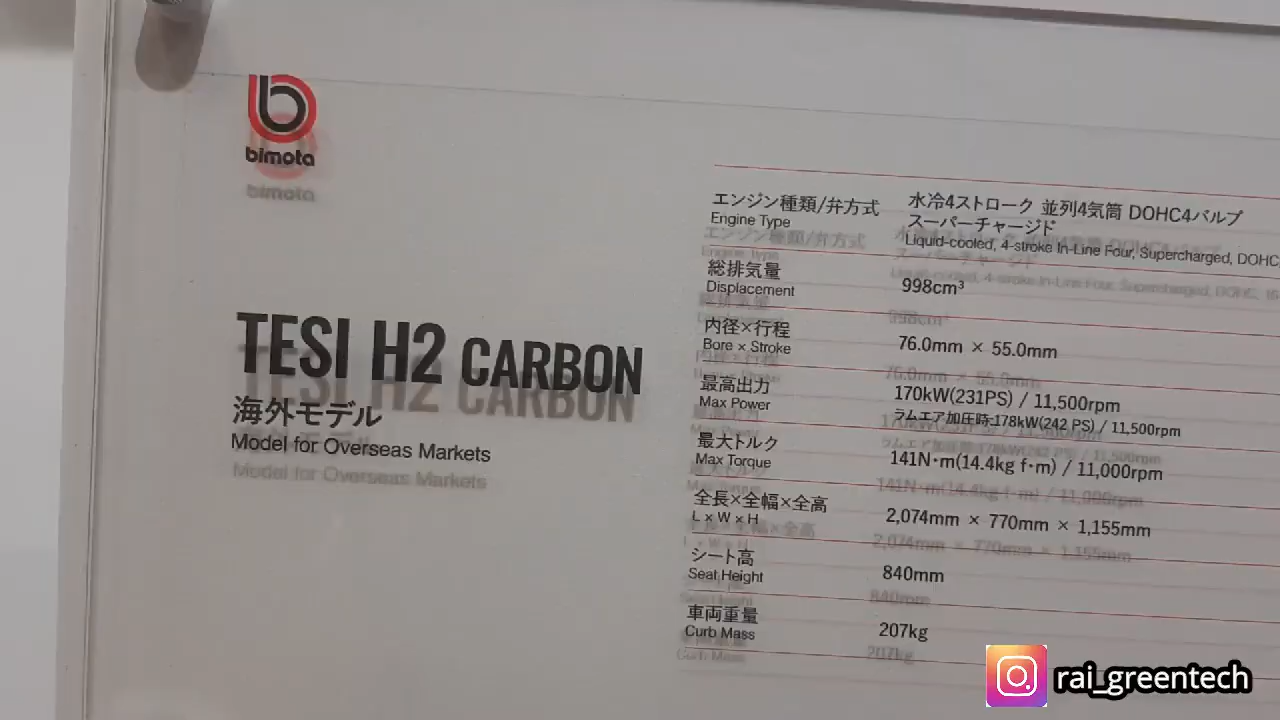 bimota
TESI H2 CARBON
海外モデル
Model for Overseas Markets
エンジン種類/弁方式 水冷4ストローク 並列4気筒 DOHC4バルブ
スーパーチャージド
Engine Type Liquid-cooled, 4-stroke In-Line Four, Supercharged, DOHC,
総排気量
Displacement 998cm³
内径×行程
Bore × Stroke 76.0mm × 55.0mm
最高出力 170kW(231PS) / 11,500rpm
Max Power ラムエア加圧時:178kW(242 PS) / 11,500rpm
最大トルク
Max Torque 141N・m(14.4kg f・m) / 11,000rpm
全長×全幅×全高
L × W × H 2,074mm × 770mm × 1,155mm
シート高
Seat Height 840mm
車両重量
Curb Mass 207kg
rai_greentech